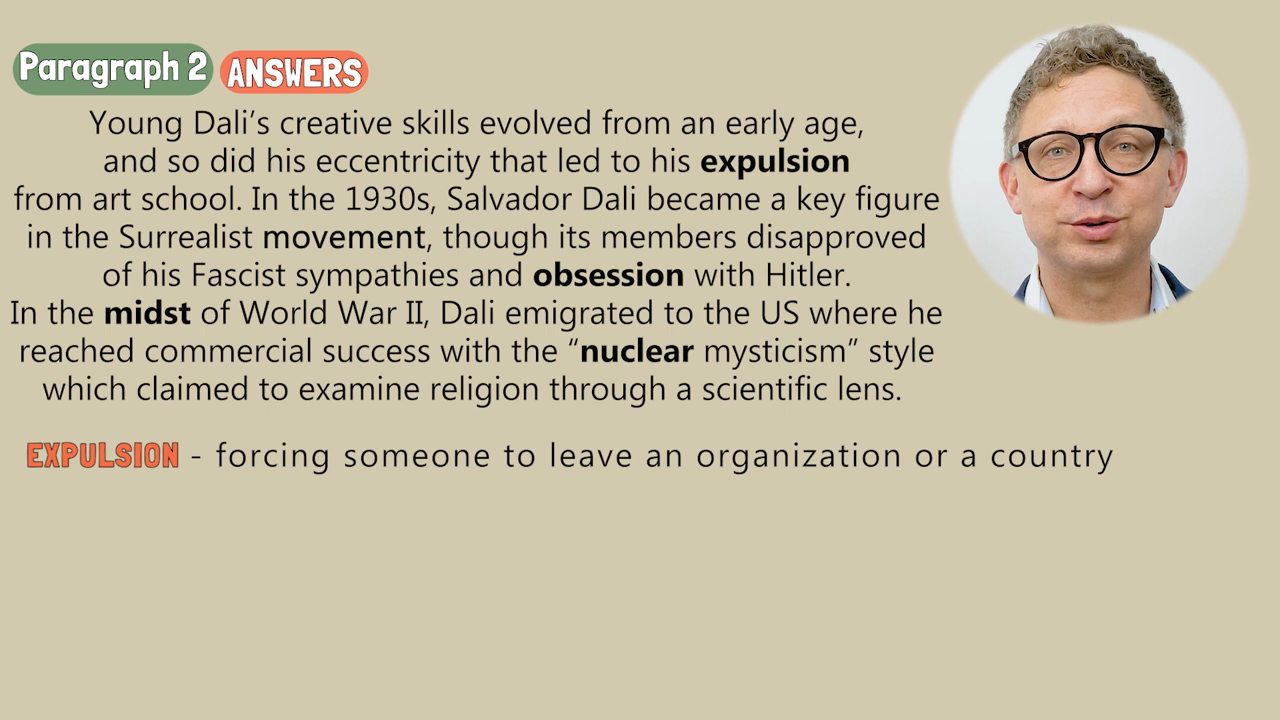 Paragraph 2 ANSWERS
Young Dali’s creative skills evolved from an early age,
and so did his eccentricity that led to his expulsion
from art school. In the 1930s, Salvador Dali became a key figure
in the Surrealist movement, though its members disapproved
of his Fascist sympathies and obsession with Hitler.
In the midst of World War II, Dali emigrated to the US where he
reached commercial success with the “nuclear mysticism” style
which claimed to examine religion through a scientific lens.
EXPULSION - forcing someone to leave an organization or a country